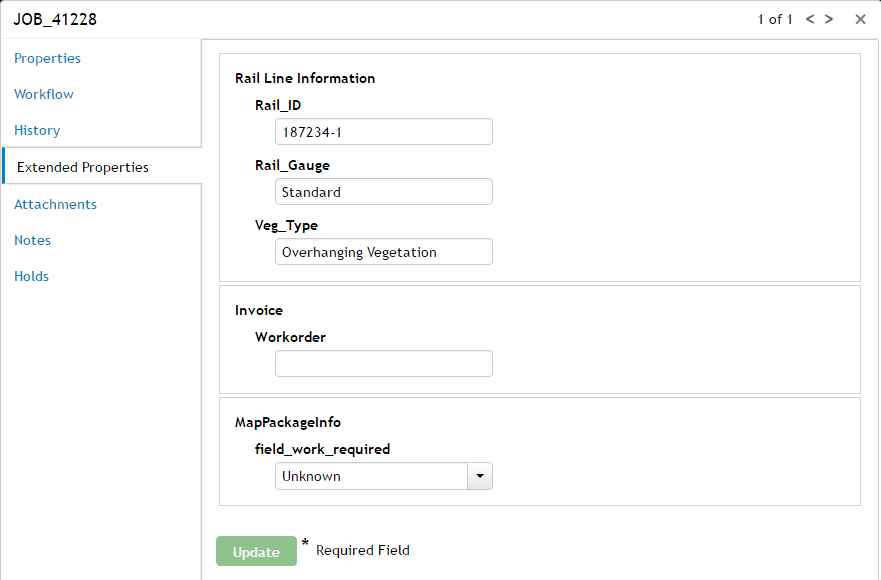 JOB_41228
1 of 1 < >
Properties
Workflow
History
Extended Properties
Attachments
Notes
Holds
Rail Line Information
Rail_ID
187234-1
Rail_Gauge
Standard
Veg_Type
Overhanging Vegetation
Invoice
Workorder
MapPackageInfo
field_work_required
Unknown
Update * Required Field